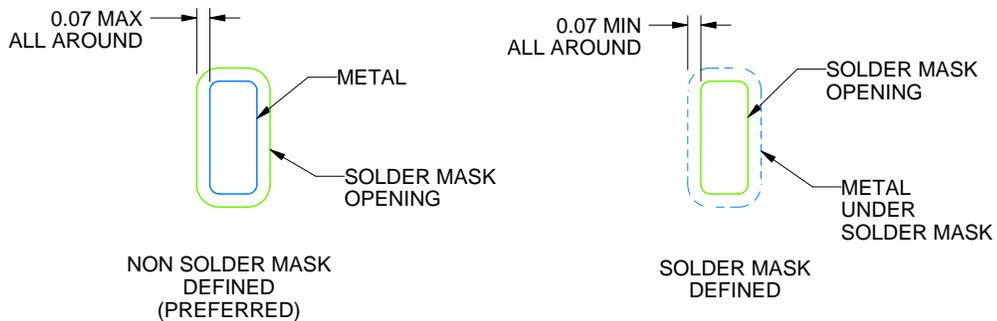 0.07 MAX
ALL AROUND
METAL
SOLDER MASK
OPENING
NON SOLDER MASK
DEFINED
(PREFERRED)
0.07 MIN
ALL AROUND
SOLDER MASK
OPENING
METAL
UNDER
SOLDER MASK
SOLDER MASK
DEFINED